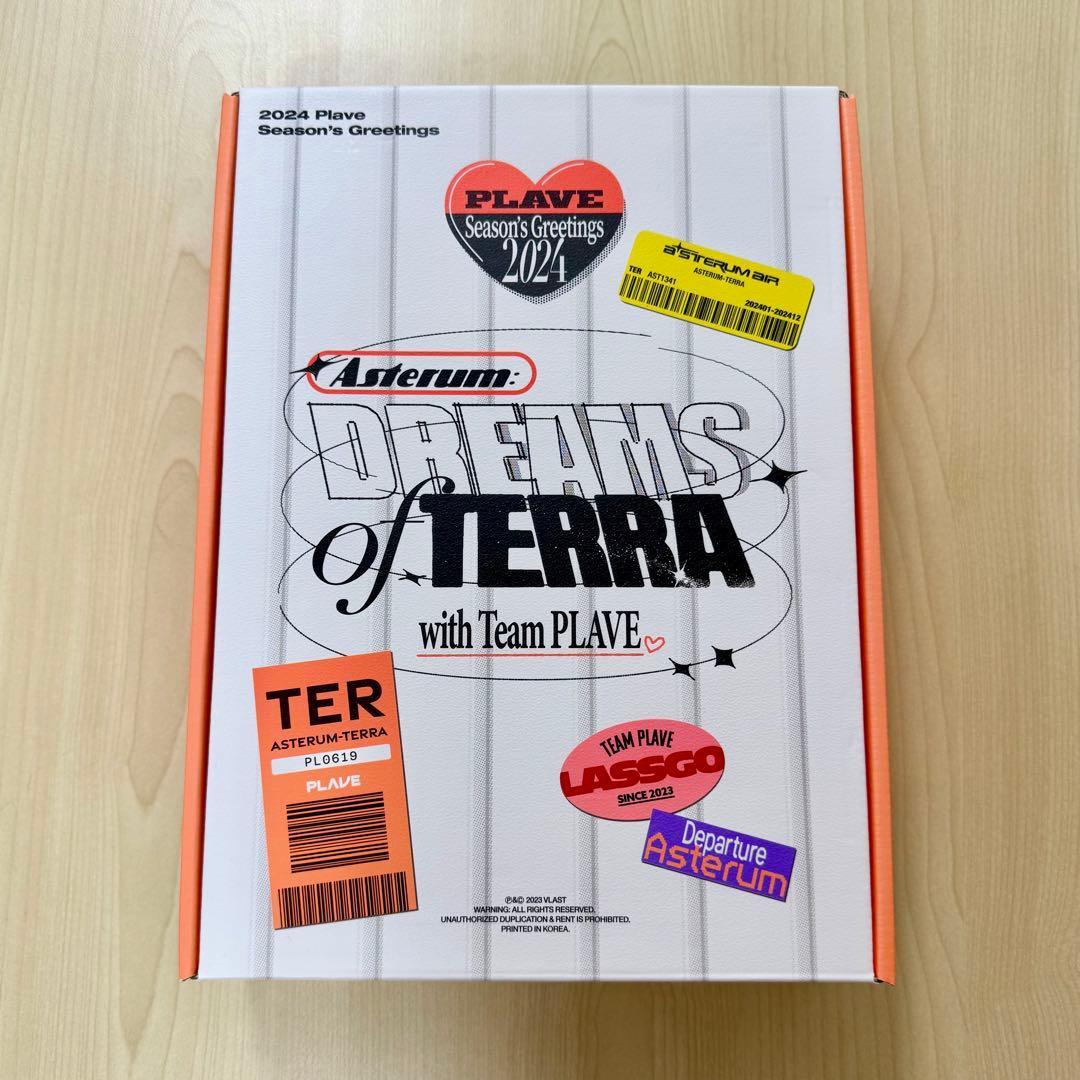 2024 Plave
Season's Greetings
PLAVE
Season's Greetings
2024
asterum air
ASTERUM-TERRA
TER AST1341
202401-202412
Asterum:
DREAMS
of TERRA
with Team PLAVE
TER
ASTERUM-TERRA
PL0619
PLAVE
TEAM PLAVE
LASSGO
SINCE 2023
Departure
Asterum
℗&© 2023 VLAST
WARNING: ALL RIGHTS RESERVED.
UNAUTHORIZED DUPLICATION & RENT IS PROHIBITED.
PRINTED IN KOREA.